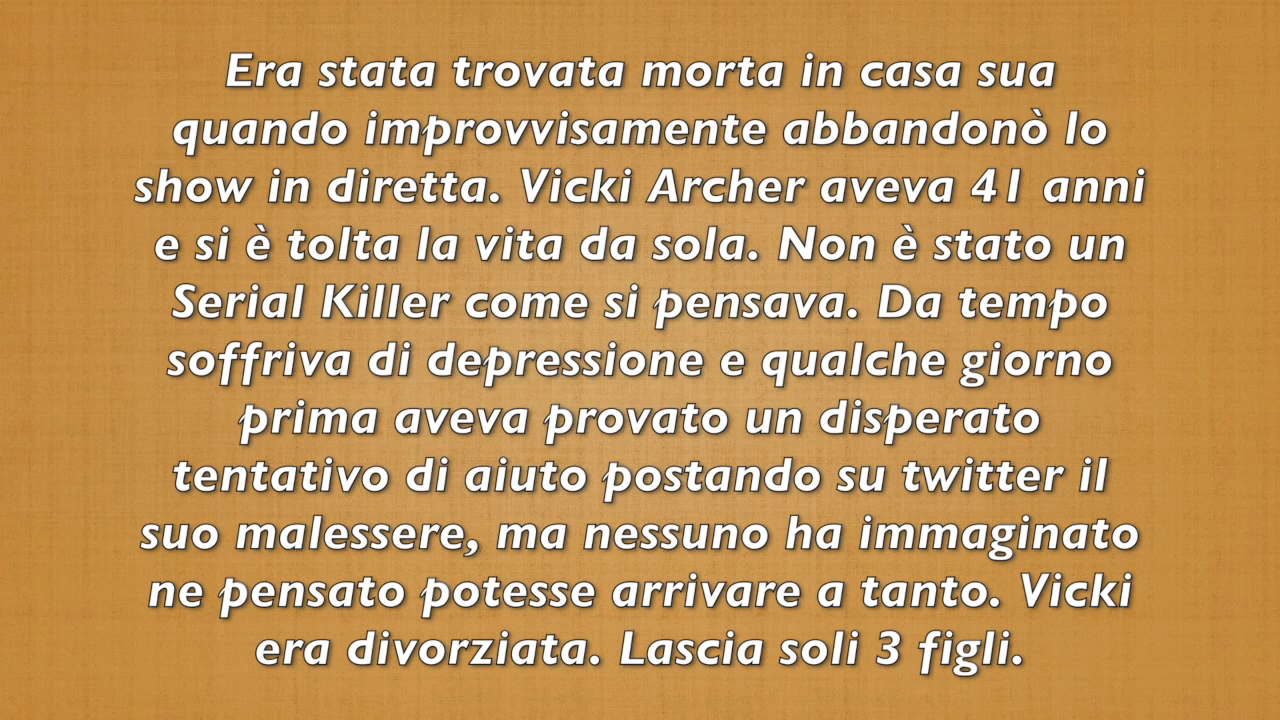 Era stata trovata morta in casa sua
quando improvvisamente abbandonò lo
show in diretta. Vicki Archer aveva 41 anni
e si è tolta la vita da sola. Non è stato un
Serial Killer come si pensava. Da tempo
soffriva di depressione e qualche giorno
prima aveva provato un disperato
tentativo di aiuto postando su twitter il
suo malessere, ma nessuno ha immaginato
ne pensato potesse arrivare a tanto. Vicki
era divorziata. Lascia soli 3 figli.